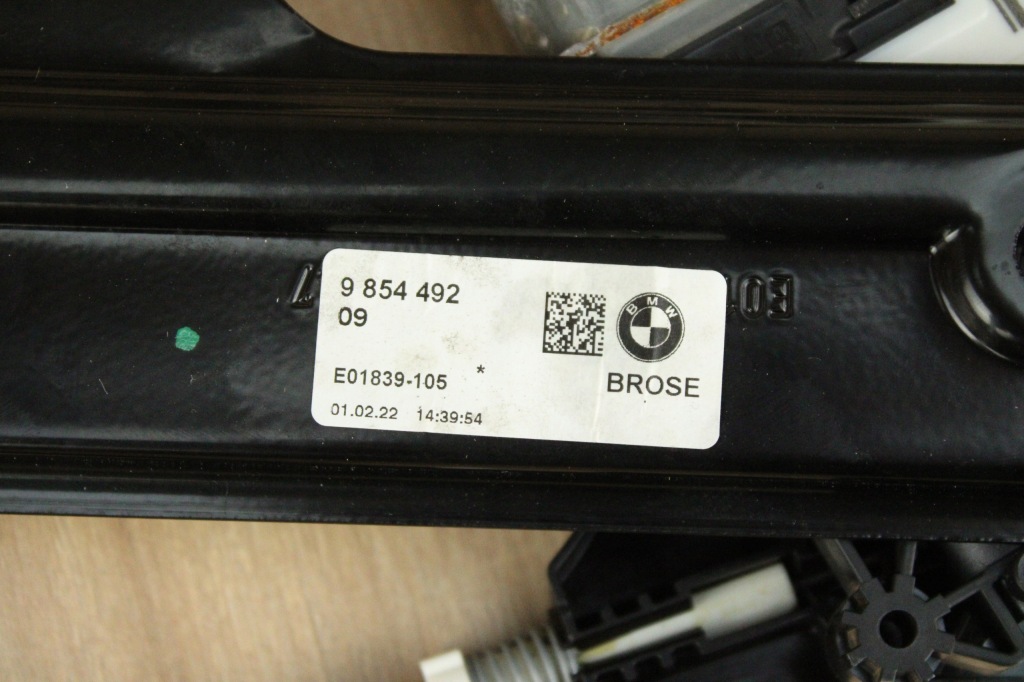 9 854 492
09
E01839-105 *
01.02.22 14:39:54
BMW
BROSE